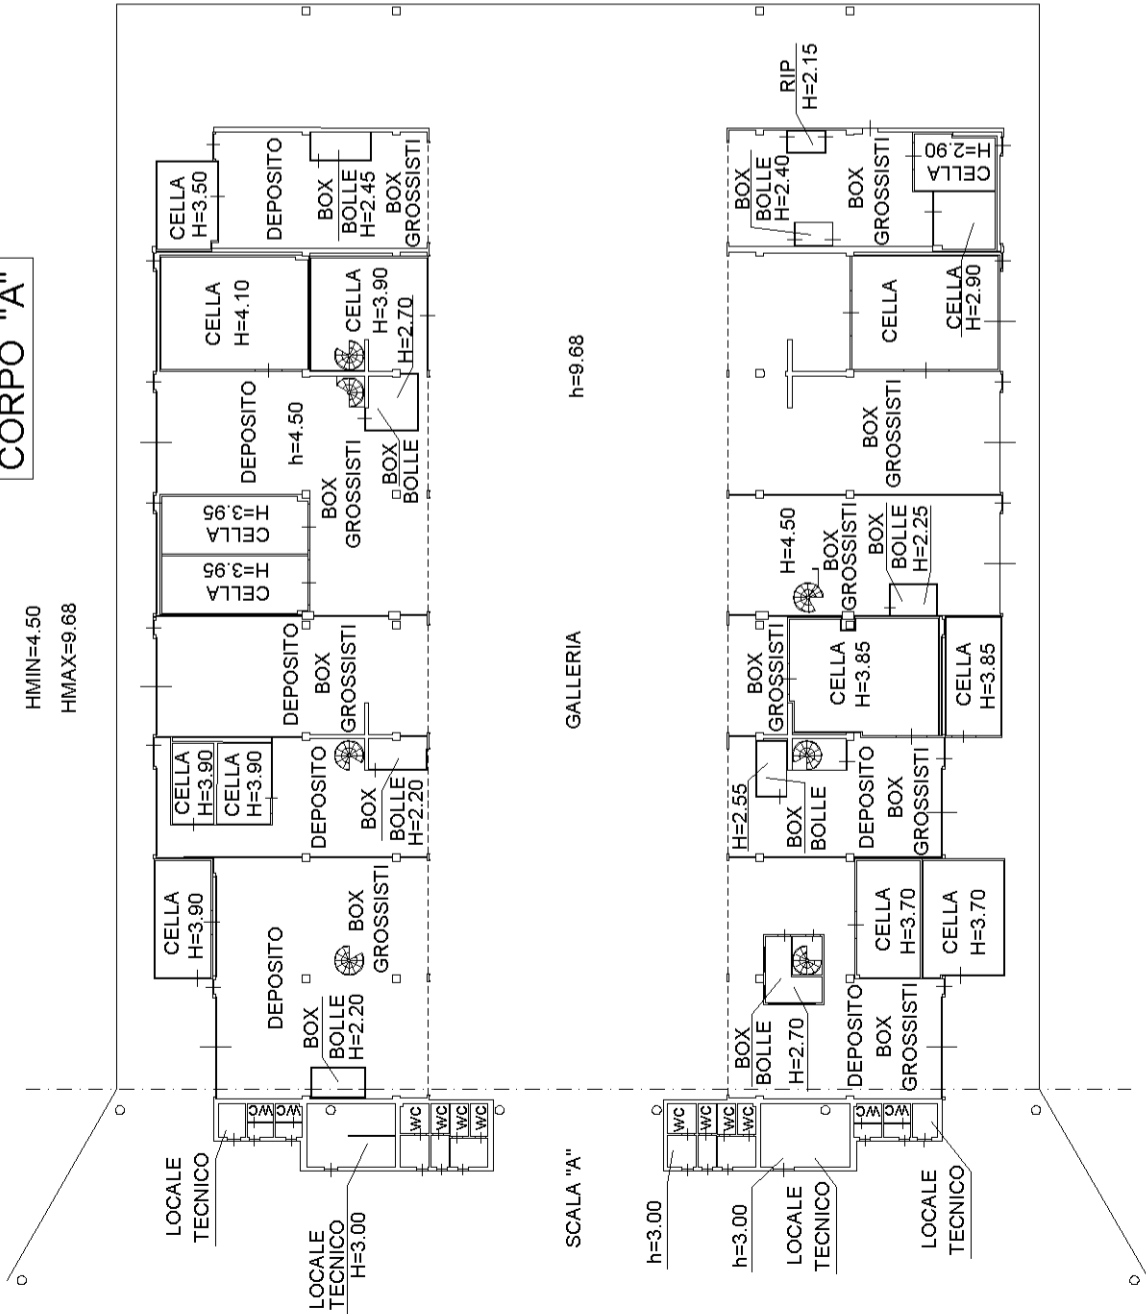 CORPO "A"
HMIN=4.50
HMAX=9.68
CELLA
H=3.50
DEPOSITO
BOX
BOLLE
H=2.45
BOX
GROSSISTI
CELLA
H=4.10
CELLA
H=3.90
H=2.70
DEPOSITO
h=4.50
BOX
GROSSISTI
BOX
BOLLE
CELLA
H=3.95
CELLA
H=3.95
DEPOSITO
BOX
GROSSISTI
CELLA
H=3.90
CELLA
H=3.90
DEPOSITO
BOX
BOLLE
H=2.20
CELLA
H=3.90
DEPOSITO
BOX
GROSSISTI
BOX
BOLLE
H=2.20
WC
WC
WC
WC
WC
WC
LOCALE
TECNICO
LOCALE
TECNICO
H=3.00
h=9.68
GALLERIA
SCALA "A"
RIP
H=2.15
BOX
BOLLE
H=2.40
BOX
GROSSISTI
CELLA
H=2.90
CELLA
H=2.90
CELLA
BOX
GROSSISTI
H=4.50
BOX
GROSSISTI
BOX
BOLLE
H=2.25
BOX
GROSSISTI
CELLA
H=3.85
CELLA
H=3.85
H=2.55
BOX
BOLLE
DEPOSITO
BOX
GROSSISTI
CELLA
H=3.70
CELLA
H=3.70
BOX
BOLLE
H=2.70
DEPOSITO
BOX
GROSSISTI
WC
WC
WC
WC
WC
WC
h=3.00
h=3.00
LOCALE
TECNICO
LOCALE
TECNICO